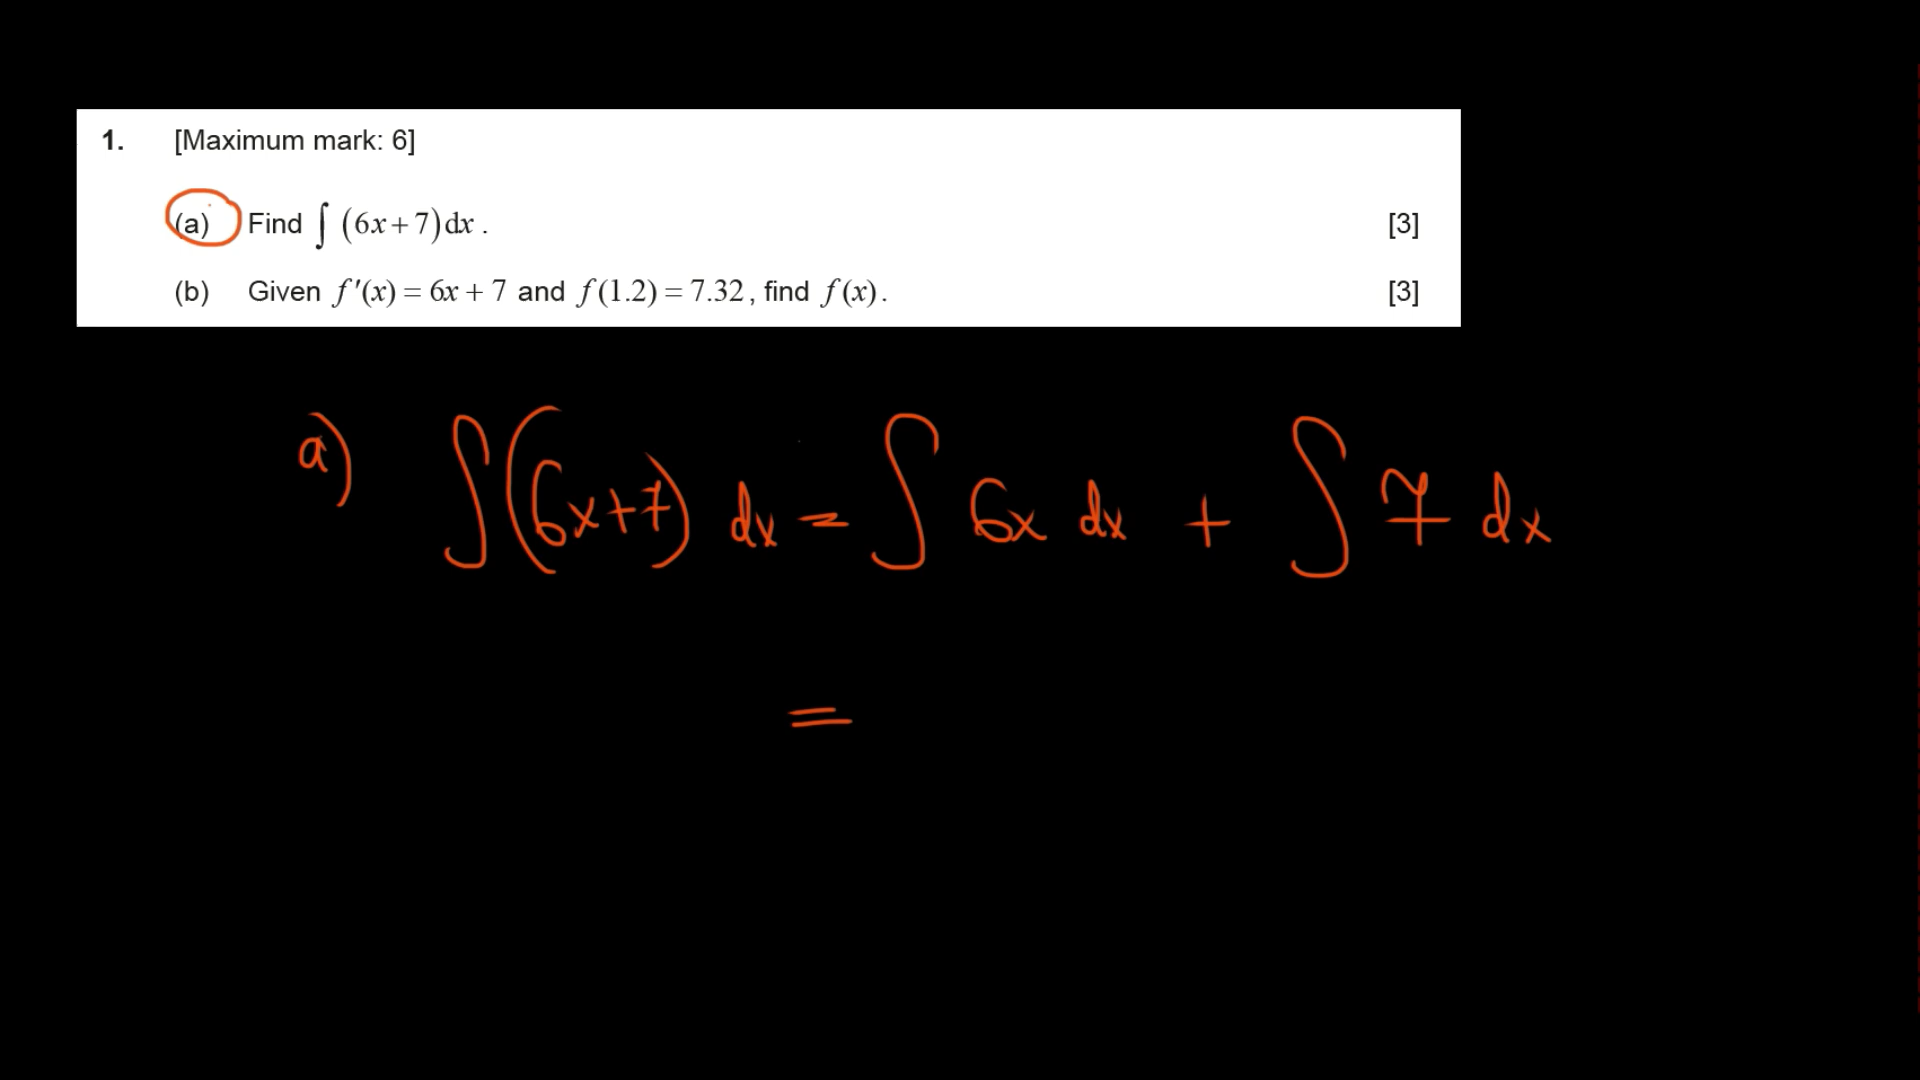 1. [Maximum mark: 6]
(a) Find ∫ (6x + 7)dx . [3]
(b) Given f′(x) = 6x + 7 and f(1.2) = 7.32, find f(x). [3]
a) ∫(6x+7) dx = ∫ 6x dx + ∫ 7 dx
=